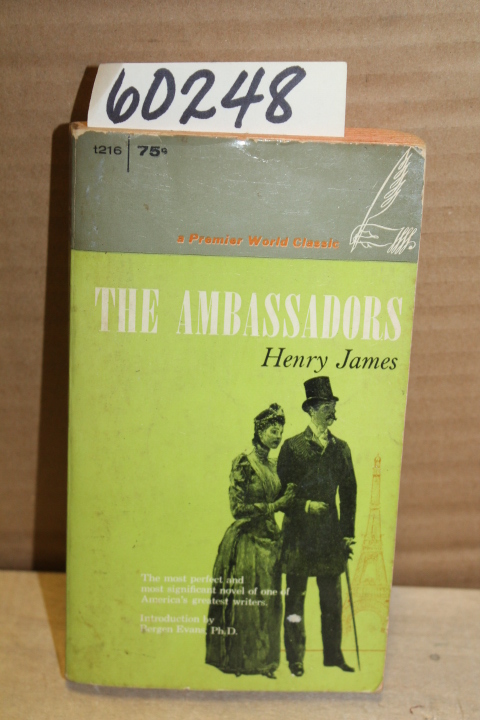 60248
t216 75¢
a Premier World Classic
THE AMBASSADORS
Henry James
The most perfect and
most significant novel of one of
America's greatest writers.
Introduction by
Bergen Evans, Ph.D.